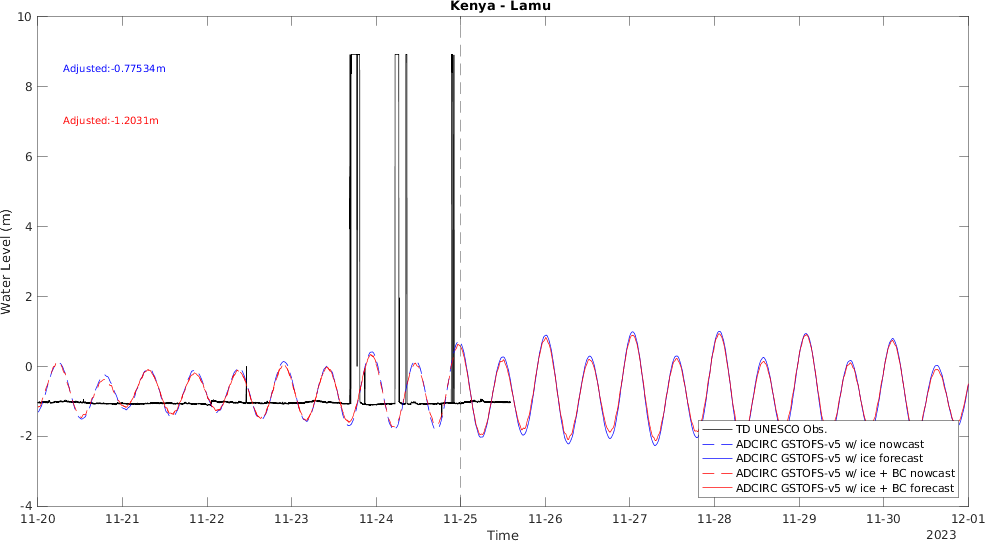 Kenya - Lamu
10
8
6
4
2
0
-2
-4
Water Level (m)
Adjusted:-0.77534m
Adjusted:-1.2031m
TD UNESCO Obs.
ADCIRC GSTOFS-v5 w/ ice nowcast
ADCIRC GSTOFS-v5 w/ ice forecast
ADCIRC GSTOFS-v5 w/ ice + BC nowcast
ADCIRC GSTOFS-v5 w/ ice + BC forecast
11-20 11-21 11-22 11-23 11-24 11-25 11-26 11-27 11-28 11-29 11-30 12-01
Time
2023